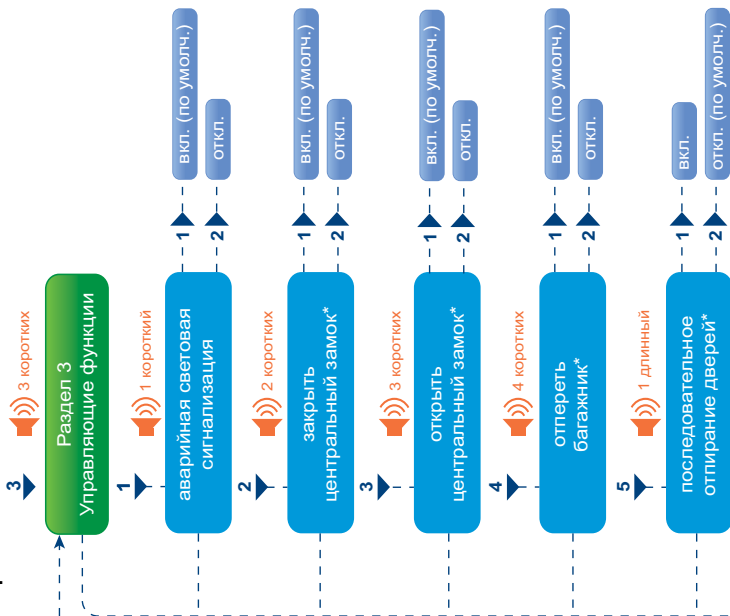 3
3 коротких
Раздел 3
Управляющие функции
1
1 короткий
аварийная световая
сигнализация
1
вкл. (по умолч.)
2
откл.
2
2 коротких
закрыть
центральный замок*
1
вкл. (по умолч.)
2
откл.
3
3 коротких
открыть
центральный замок*
1
вкл. (по умолч.)
2
откл.
4
4 коротких
отпереть
багажник*
1
вкл. (по умолч.)
2
откл.
5
1 длинный
последовательное
отпирание дверей*
1
вкл.
2
откл. (по умолч.)